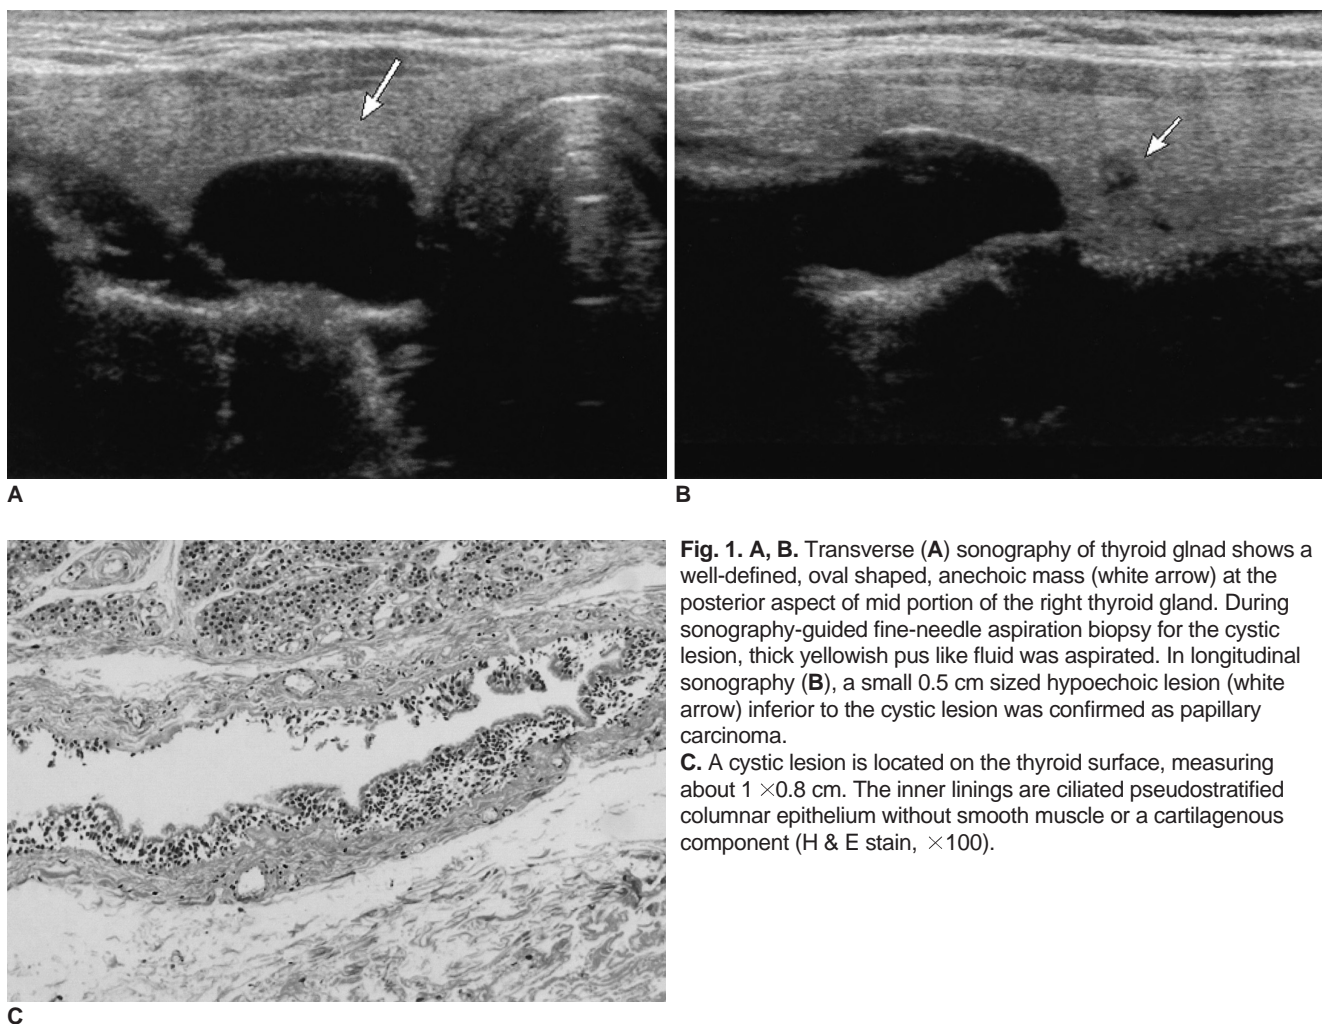 A
B
Fig. 1. A, B. Transverse (A) sonography of thyroid glnad shows a
well-defined, oval shaped, anechoic mass (white arrow) at the
posterior aspect of mid portion of the right thyroid gland. During
sonography-guided fine-needle aspiration biopsy for the cystic
lesion, thick yellowish pus like fluid was aspirated. In longitudinal
sonography (B), a small 0.5 cm sized hypoechoic lesion (white
arrow) inferior to the cystic lesion was confirmed as papillary
carcinoma.
C. A cystic lesion is located on the thyroid surface, measuring
about 1 ×0.8 cm. The inner linings are ciliated pseudostratified
columnar epithelium without smooth muscle or a cartilagenous
component (H & E stain, ×100).
C